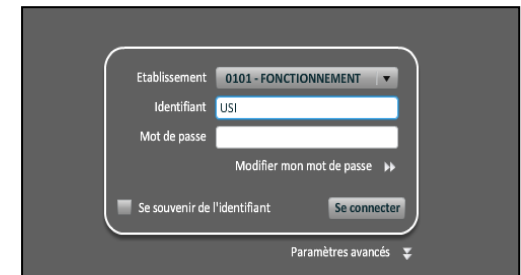 Etablissement 0101 - FONCTIONNEMENT
Identifiant USI
Mot de passe
Modifier mon mot de passe
Se souvenir de l'identifiant Se connecter
Paramètres avancés